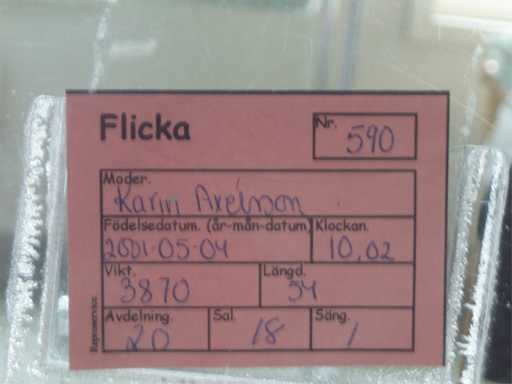 Flicka
Nr. 590
Moder.
Karin Axelsson
Födelsedatum. (år-mån-datum) Klockan.
2001-05-04 10,02
Vikt. Längd.
3870 54
Avdelning. Sal. Säng.
20 18 1
Reproservice